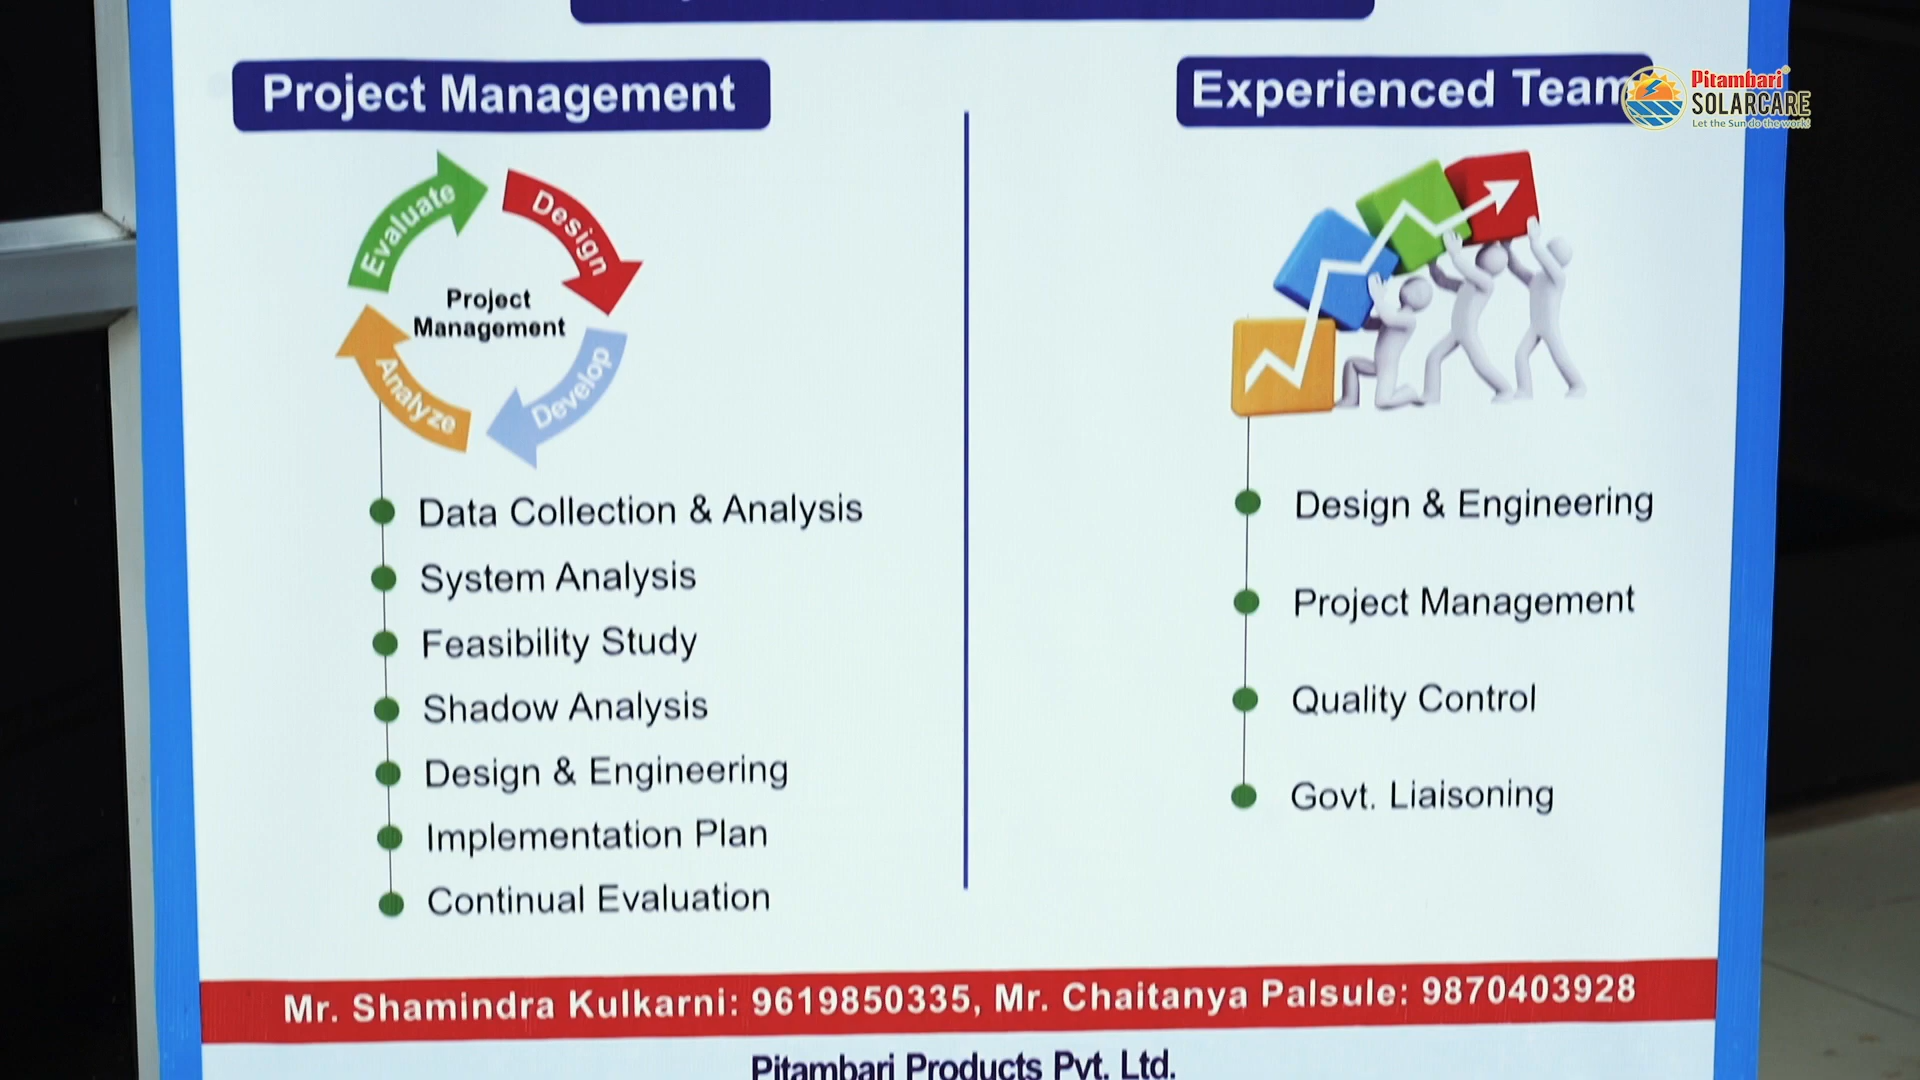 Project Management
Experienced Team
Pitambari®
SOLARCARE
Let the Sun do the work!
Evaluate
Design
Project
Management
Analyze
Develop
Data Collection & Analysis
System Analysis
Feasibility Study
Shadow Analysis
Design & Engineering
Implementation Plan
Continual Evaluation
Design & Engineering
Project Management
Quality Control
Govt. Liaisoning
Mr. Shamindra Kulkarni: 9619850335, Mr. Chaitanya Palsule: 9870403928
Pitambari Products Pvt. Ltd.